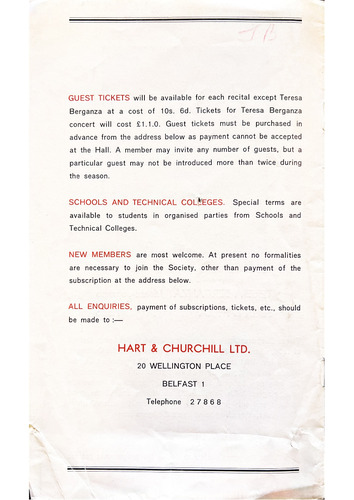 J B
GUEST TICKETS will be available for each recital except Teresa
Berganza at a cost of 10s. 6d. Tickets for Teresa Berganza
concert will cost £1.1.0. Guest tickets must be purchased in
advance from the address below as payment cannot be accepted
at the Hall. A member may invite any number of guests, but a
particular guest may not be introduced more than twice during
the season.
SCHOOLS AND TECHNICAL COLLEGES. Special terms are
available to students in organised parties from Schools and
Technical Colleges.
NEW MEMBERS are most welcome. At present no formalities
are necessary to join the Society, other than payment of the
subscription at the address below.
ALL ENQUIRIES, payment of subscriptions, tickets, etc., should
be made to :—
HART & CHURCHILL LTD.
20 WELLINGTON PLACE
BELFAST 1
Telephone 27868